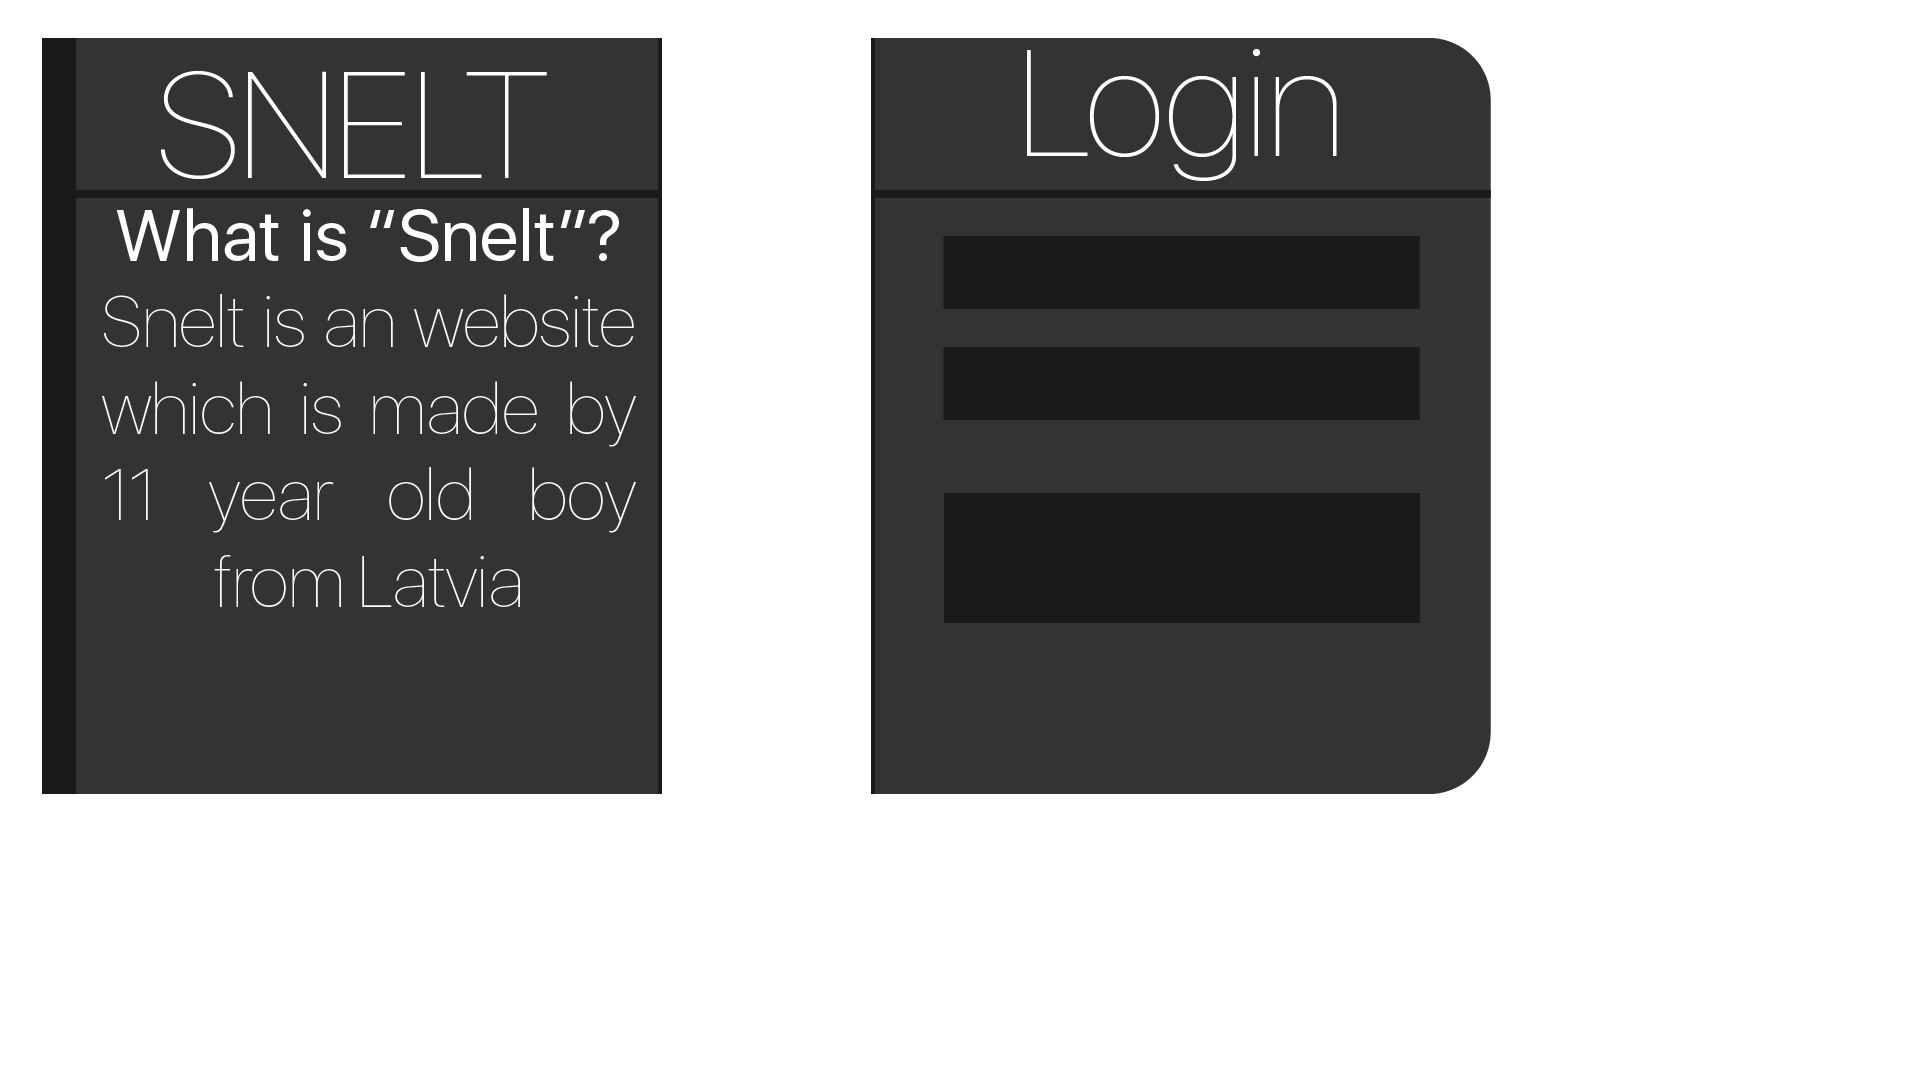 SNELT
What is “Snelt”?
Snelt is an website
which is made by
11 year old boy
from Latvia
Login